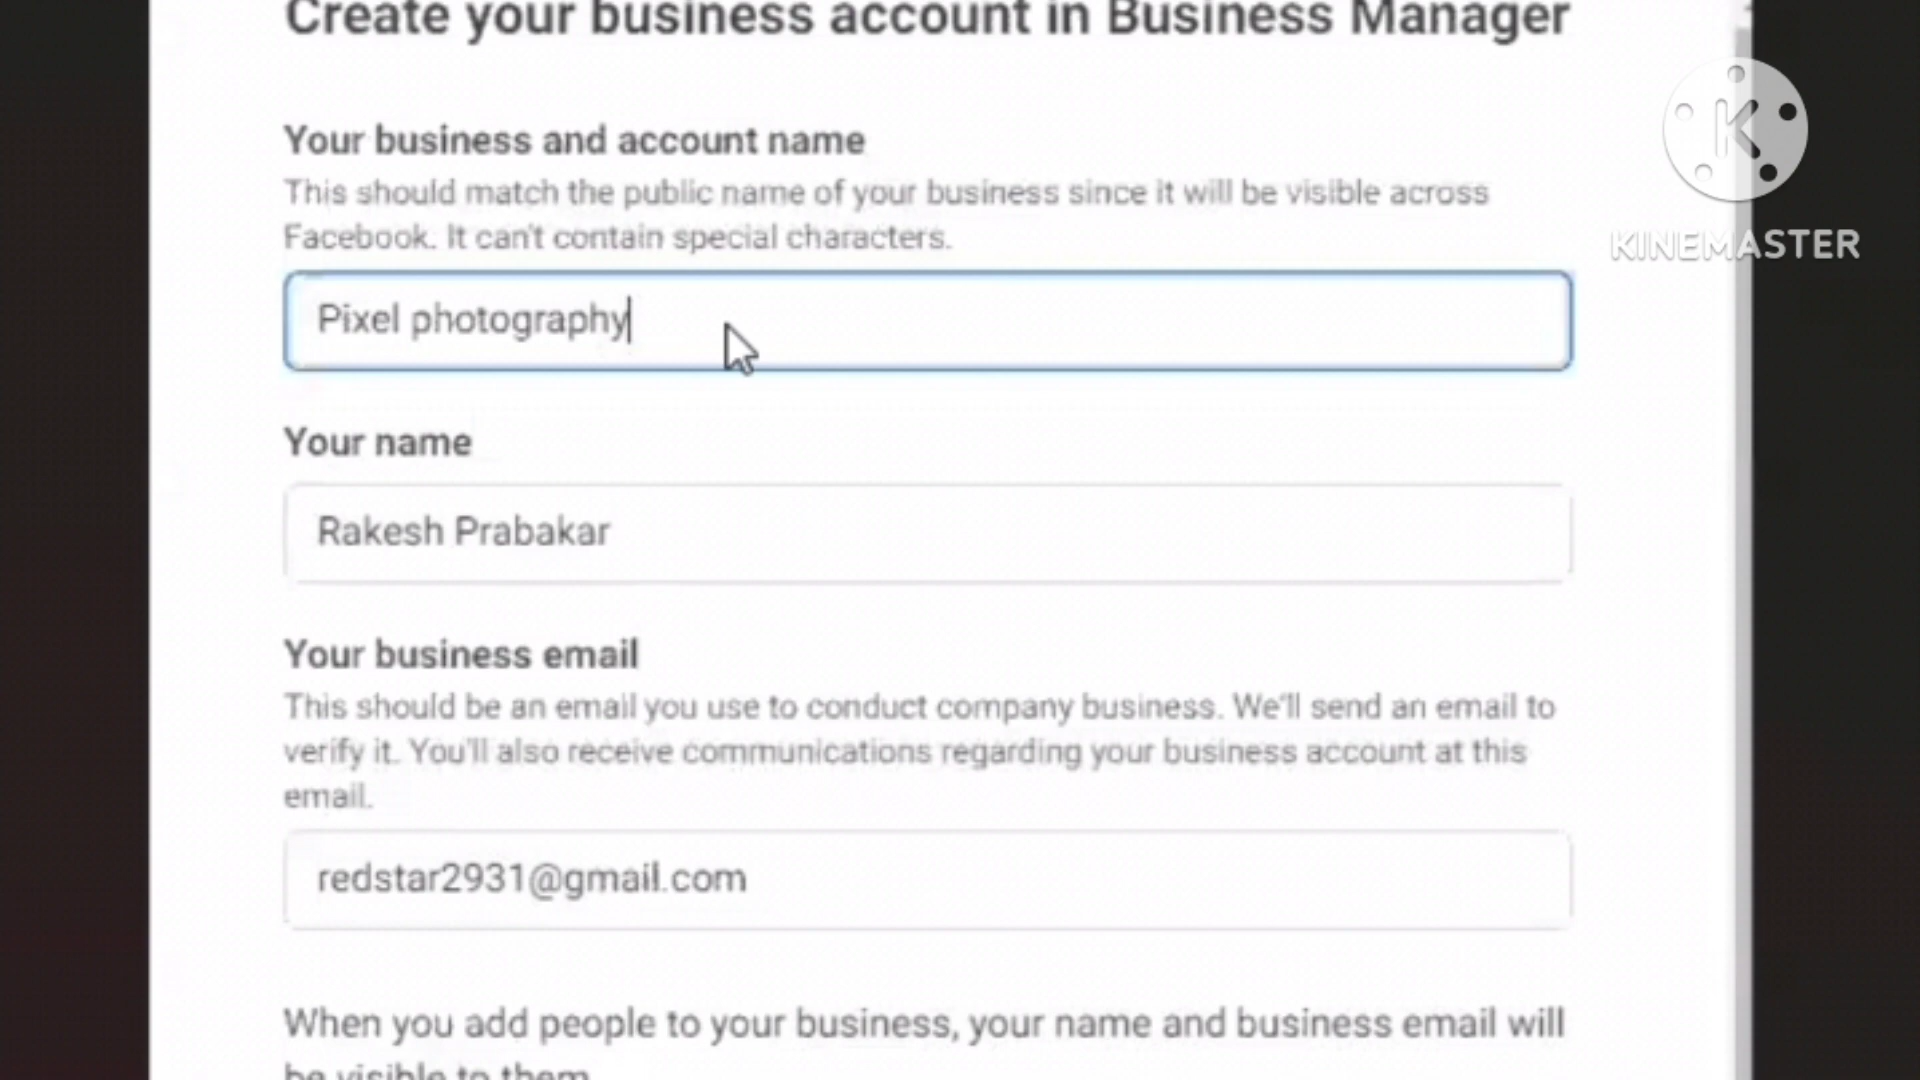 Create your business account in Business Manager
Your business and account name
This should match the public name of your business since it will be visible across
Facebook. It can't contain special characters.
Pixel photography
Your name
Rakesh Prabakar
Your business email
This should be an email you use to conduct company business. We'll send an email to
verify it. You'll also receive communications regarding your business account at this
email.
redstar2931@gmail.com
When you add people to your business, your name and business email will
be visible to them.
K
KINEMASTER